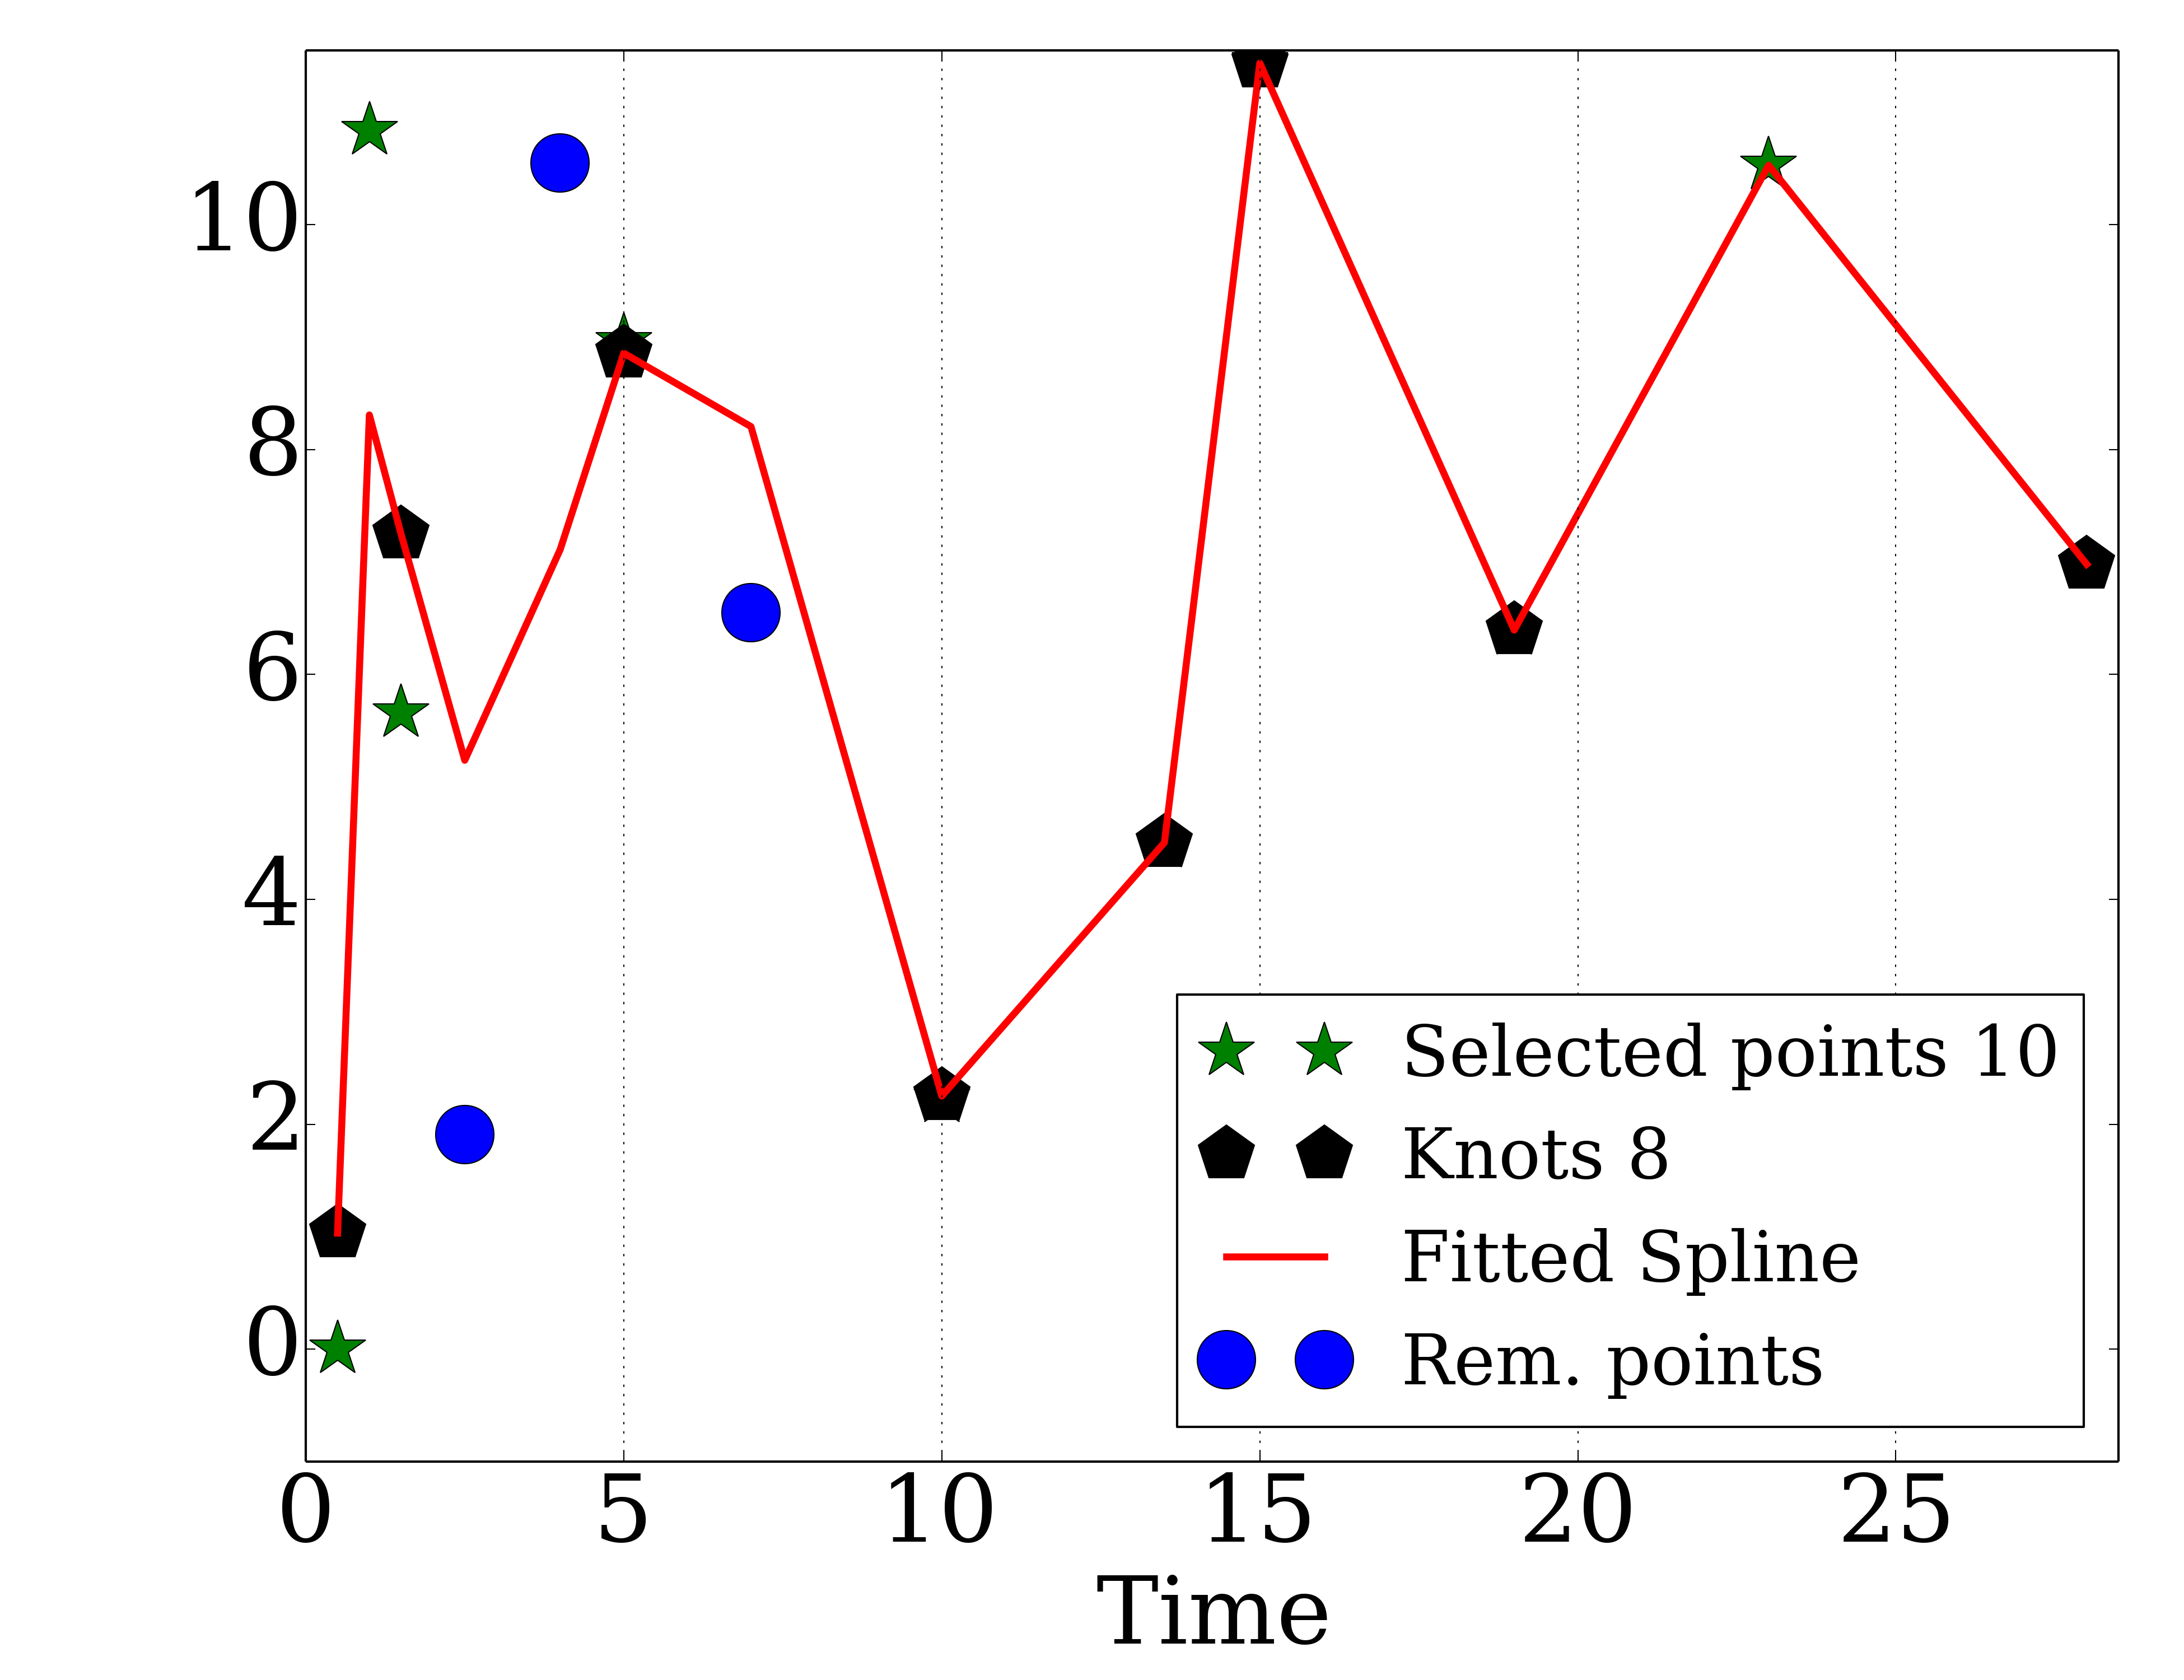 10
8
6
4
2
0
Selected points 10
Knots 8
Fitted Spline
Rem. points
0 5 10 15 20 25
Time